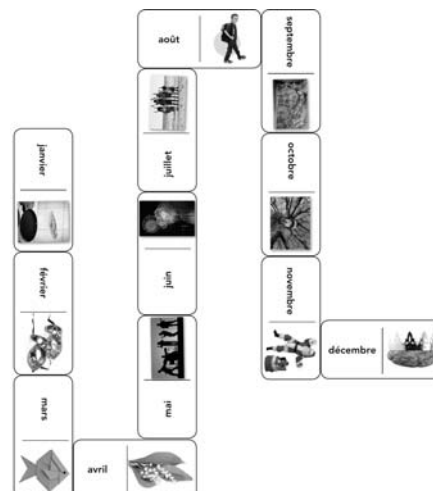 janvier
février
mars
avril
mai
juin
juillet
août
septembre
octobre
novembre
décembre